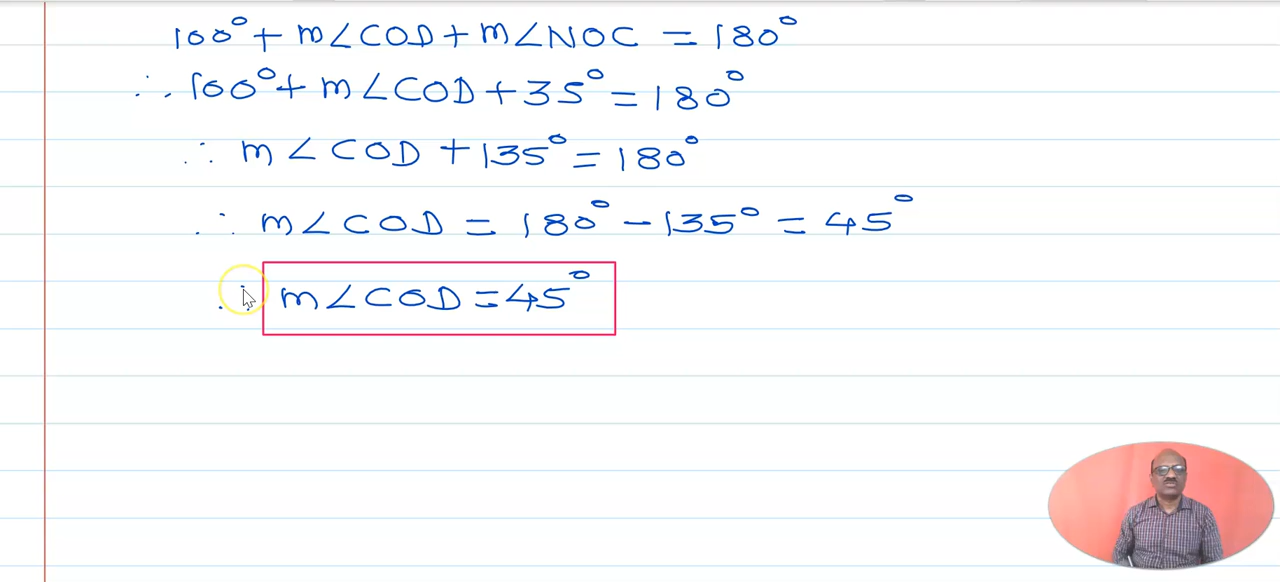 100° + m∠COD + m∠NOC = 180°
∴ 100° + m∠COD + 35° = 180°
∴ m∠COD + 135° = 180°
∴ m∠COD = 180° - 135° = 45°
∴ m∠COD = 45°